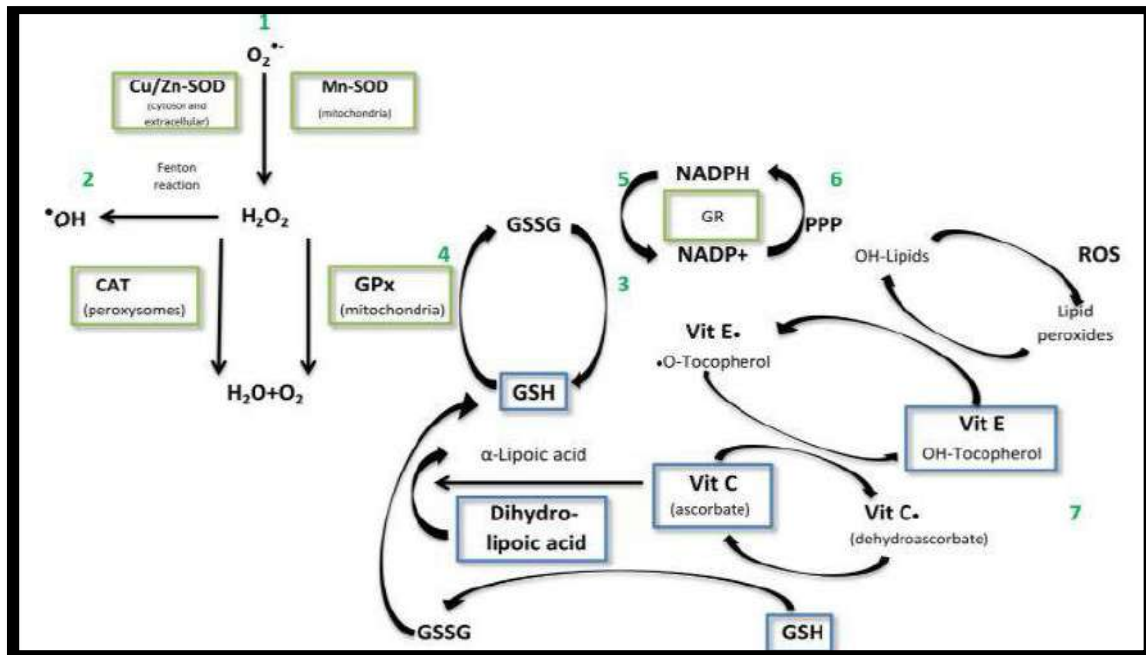 1
O₂•-
Cu/Zn-SOD
(cytosol and
extracellular)
Mn-SOD
(mitochondria)
2
Fenton
reaction
•OH
H₂O₂
CAT
(peroxysomes)
GPx
(mitochondria)
H₂O+O₂
4
GSSG
3
GSH
5
NADPH
6
GR
PPP
NADP+
OH-Lipids
ROS
Lipid
peroxides
Vit E•
•O-Tocopherol
Vit E
OH-Tocopherol
α-Lipoic acid
Vit C
(ascorbate)
Dihydro-
lipoic acid
Vit C•
(dehydroascorbate)
7
GSSG
GSH